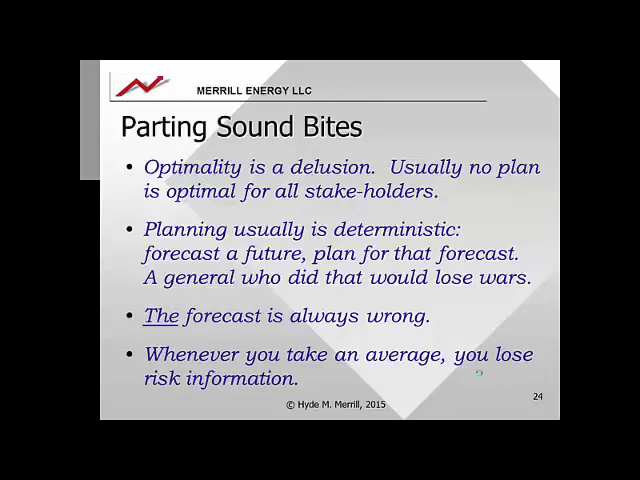 MERRILL ENERGY LLC
Parting Sound Bites
• Optimality is a delusion. Usually no plan
is optimal for all stake-holders.
• Planning usually is deterministic:
forecast a future, plan for that forecast.
A general who did that would lose wars.
• The forecast is always wrong.
• Whenever you take an average, you lose
risk information.
© Hyde M. Merrill, 2015
24